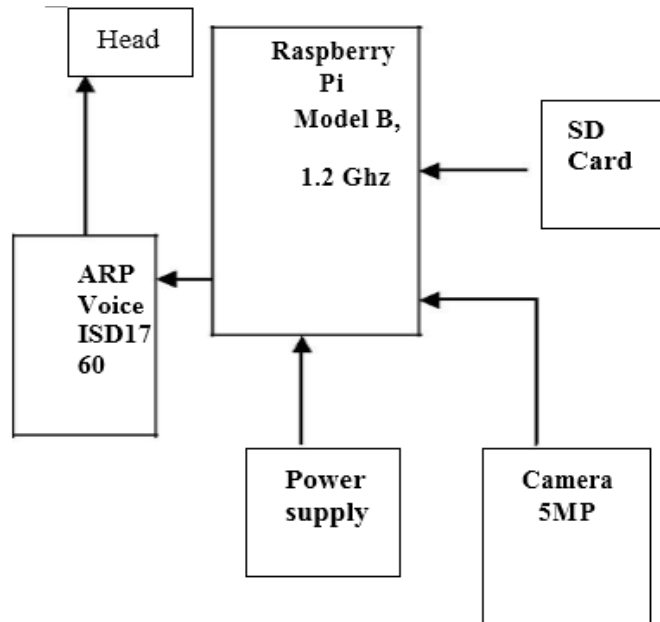 Head
Raspberry
Pi
Model B,
1.2 Ghz
SD
Card
ARP
Voice
ISD17
60
Power
supply
Camera
5MP